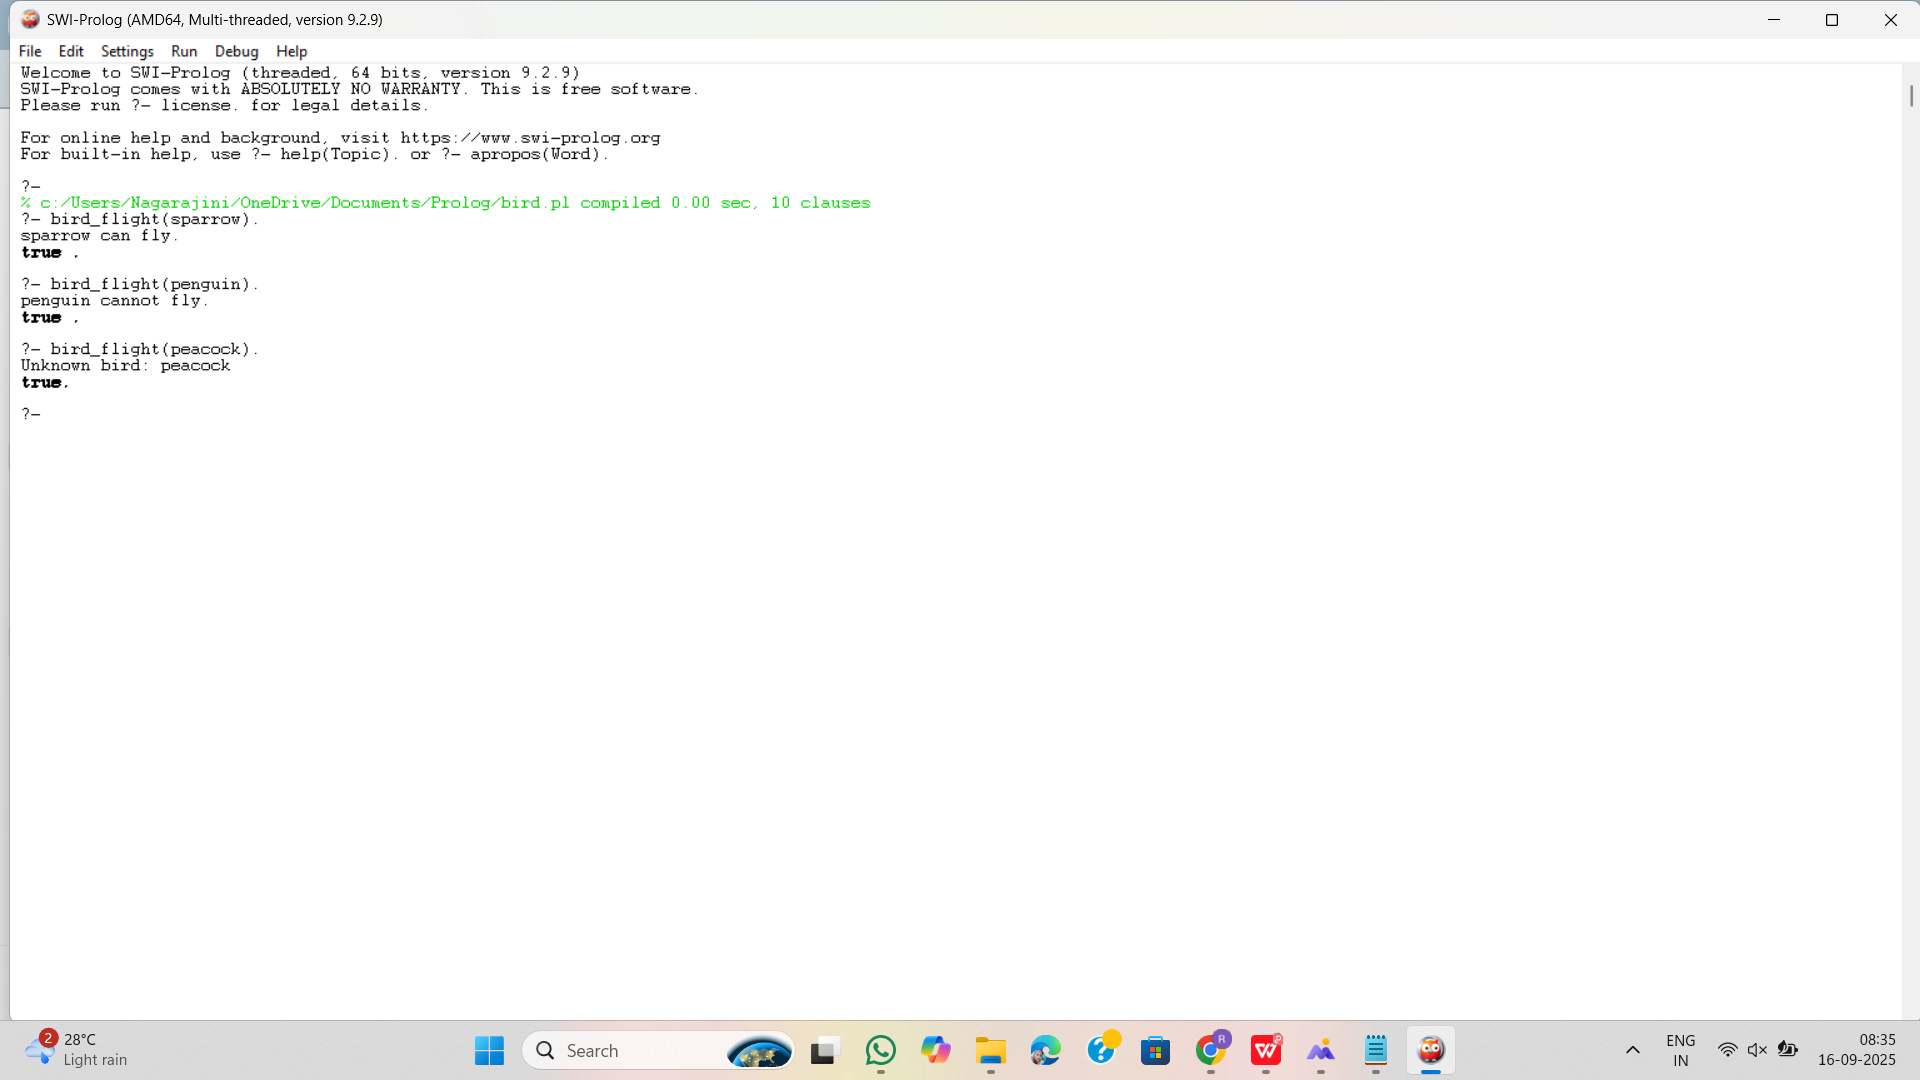 SWI-Prolog (AMD64, Multi-threaded, version 9.2.9)
File Edit Settings Run Debug Help
Welcome to SWI-Prolog (threaded, 64 bits, version 9.2.9)
SWI-Prolog comes with ABSOLUTELY NO WARRANTY. This is free software.
Please run ?- license. for legal details.
For online help and background, visit https://www.swi-prolog.org
For built-in help, use ?- help(Topic). or ?- apropos(Word).
?-
% c:/Users/Nagarajini/OneDrive/Documents/Prolog/bird.pl compiled 0.00 sec, 10 clauses
?- bird_flight(sparrow).
sparrow can fly.
true .
?- bird_flight(penguin).
penguin cannot fly.
true .
?- bird_flight(peacock).
Unknown bird: peacock
true.
?-
2
28°C
Light rain
Search
R
W
P
ENG
IN
08:35
16-09-2025